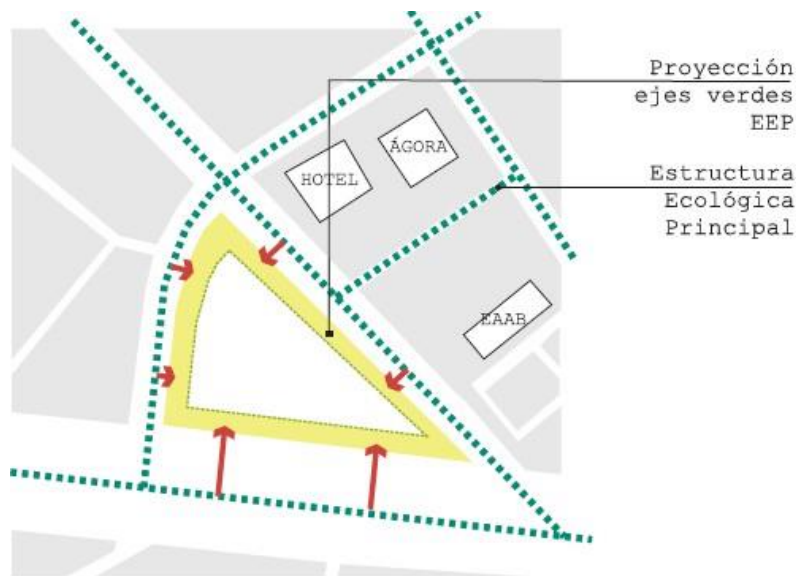 Proyección
ejes verdes
EEP
ÁGORA
HOTEL
Estructura
Ecológica
Principal
EAAB